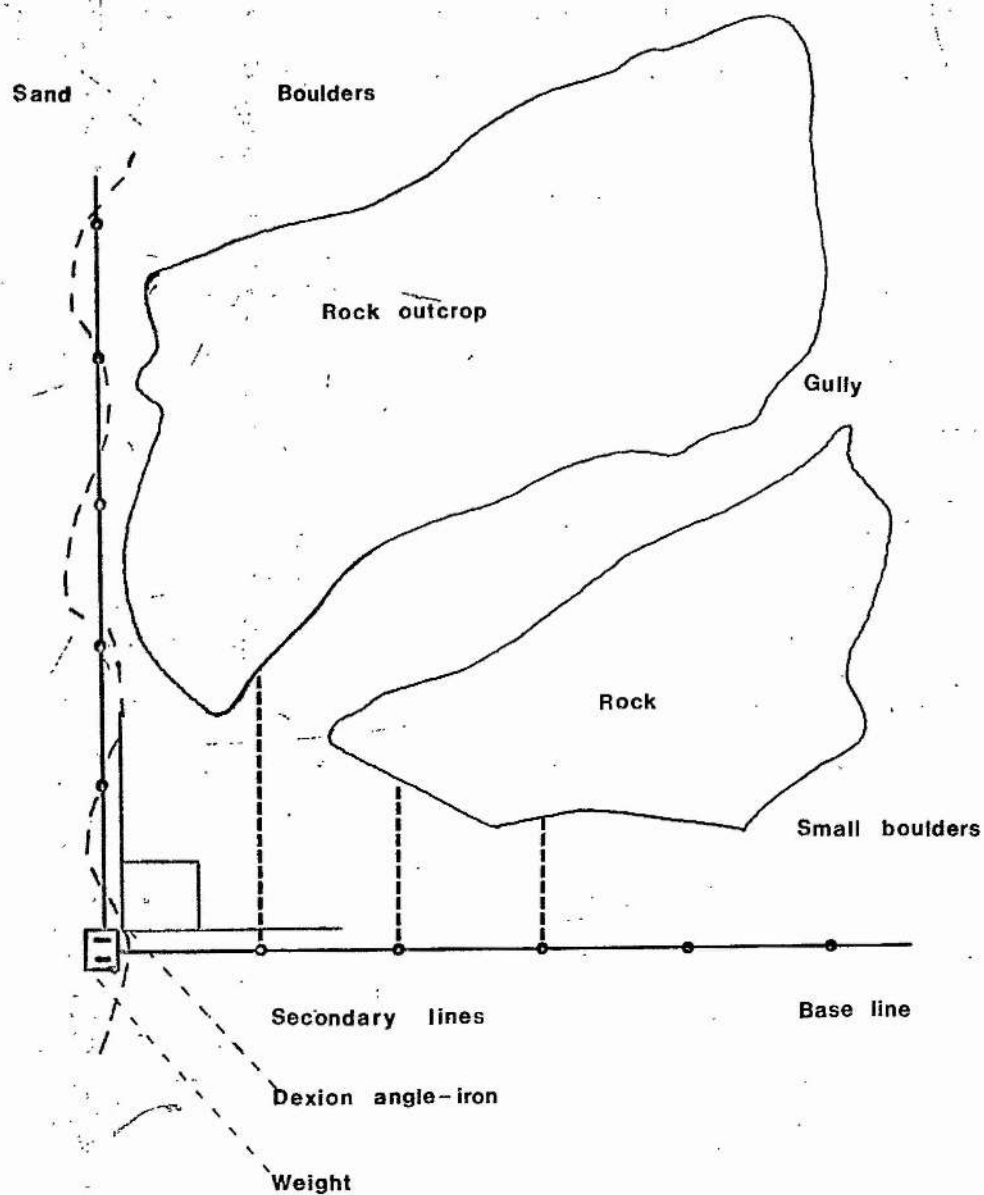 Sand
Boulders
Rock outcrop
Gully
Rock
Small boulders
Secondary lines
Base line
Dexion angle-iron
Weight